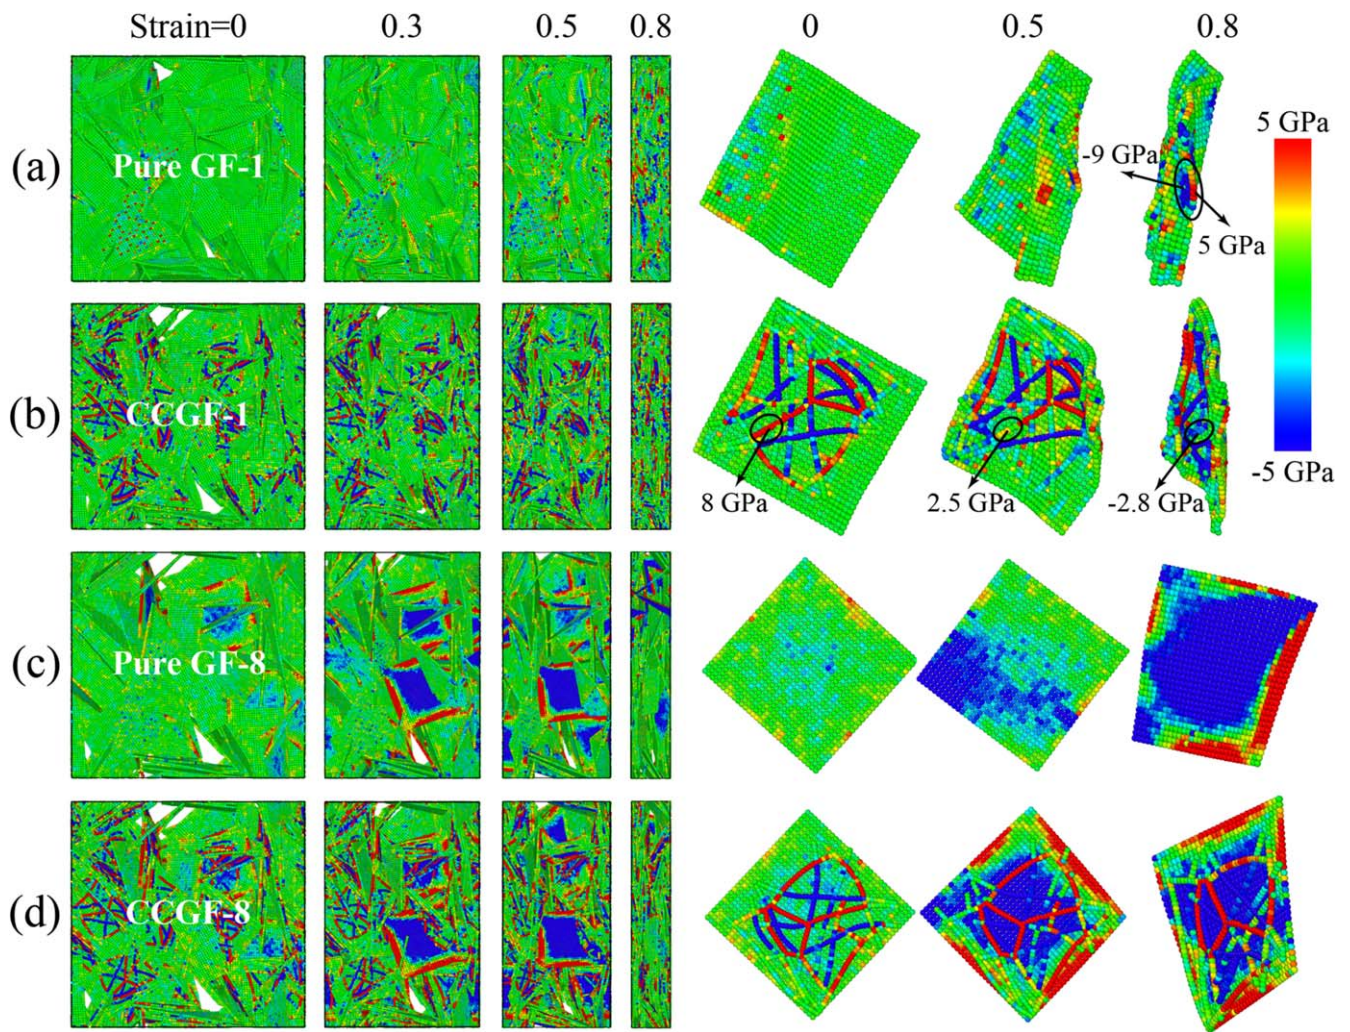 Strain=0 0.3 0.5 0.8 0 0.5 0.8
5 GPa
(a) Pure GF-1 -9 GPa
5 GPa
(b) CCGF-1
-5 GPa
8 GPa 2.5 GPa -2.8 GPa
(c) Pure GF-8
(d) CCGF-8